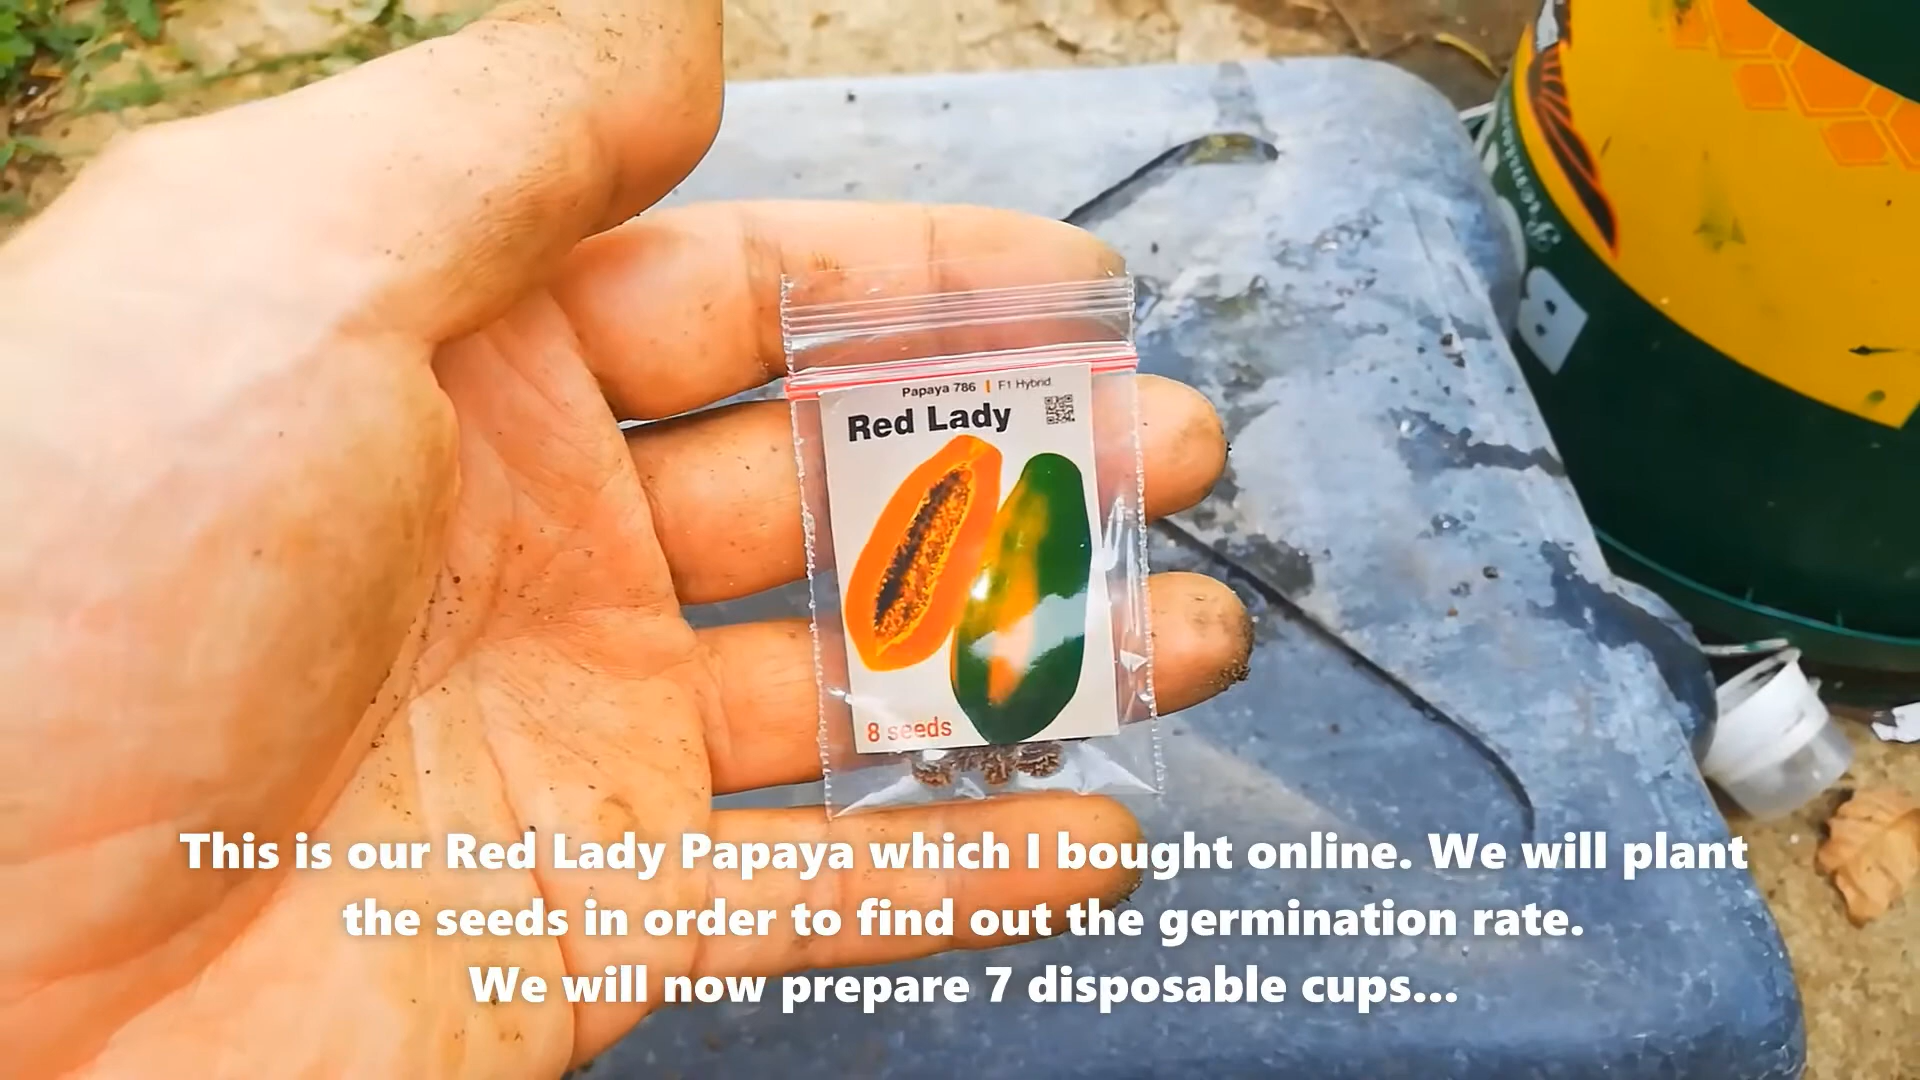 Papaya 786 | F1 Hybrid
Red Lady
8 seeds
This is our Red Lady Papaya which I bought online. We will plant
the seeds in order to find out the germination rate.
We will now prepare 7 disposable cups...